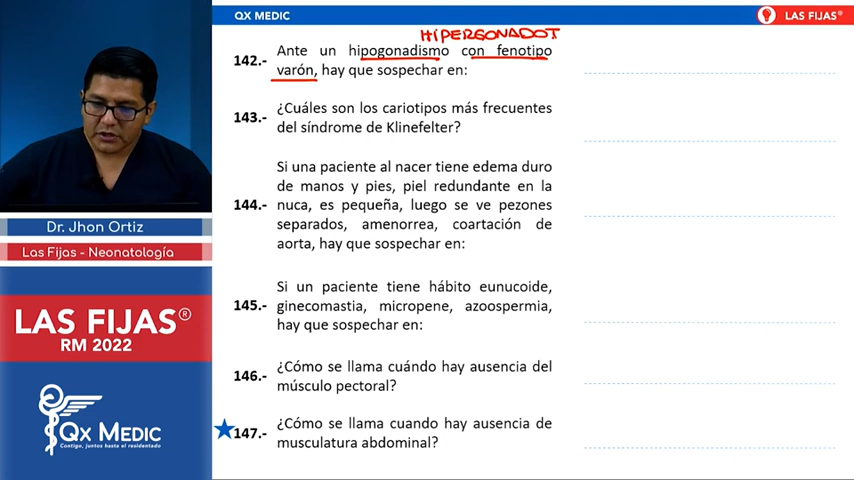 QX MEDIC
LAS FIJAS®
HIPERGONADOT
142.- Ante un hipogonadismo con fenotipo
varón, hay que sospechar en:
143.- ¿Cuáles son los cariotipos más frecuentes
del síndrome de Klinefelter?
144.- Si una paciente al nacer tiene edema duro
de manos y pies, piel redundante en la
nuca, es pequeña, luego se ve pezones
separados, amenorrea, coartación de
aorta, hay que sospechar en:
145.- Si un paciente tiene hábito eunucoide,
ginecomastia, micropene, azoospermia,
hay que sospechar en:
146.- ¿Cómo se llama cuándo hay ausencia del
músculo pectoral?
147.- ¿Cómo se llama cuando hay ausencia de
musculatura abdominal?
Dr. Jhon Ortiz
Las Fijas - Neonatología
LAS FIJAS®
RM 2022
QX MEDIC
Contigo, juntos hasta el residentado